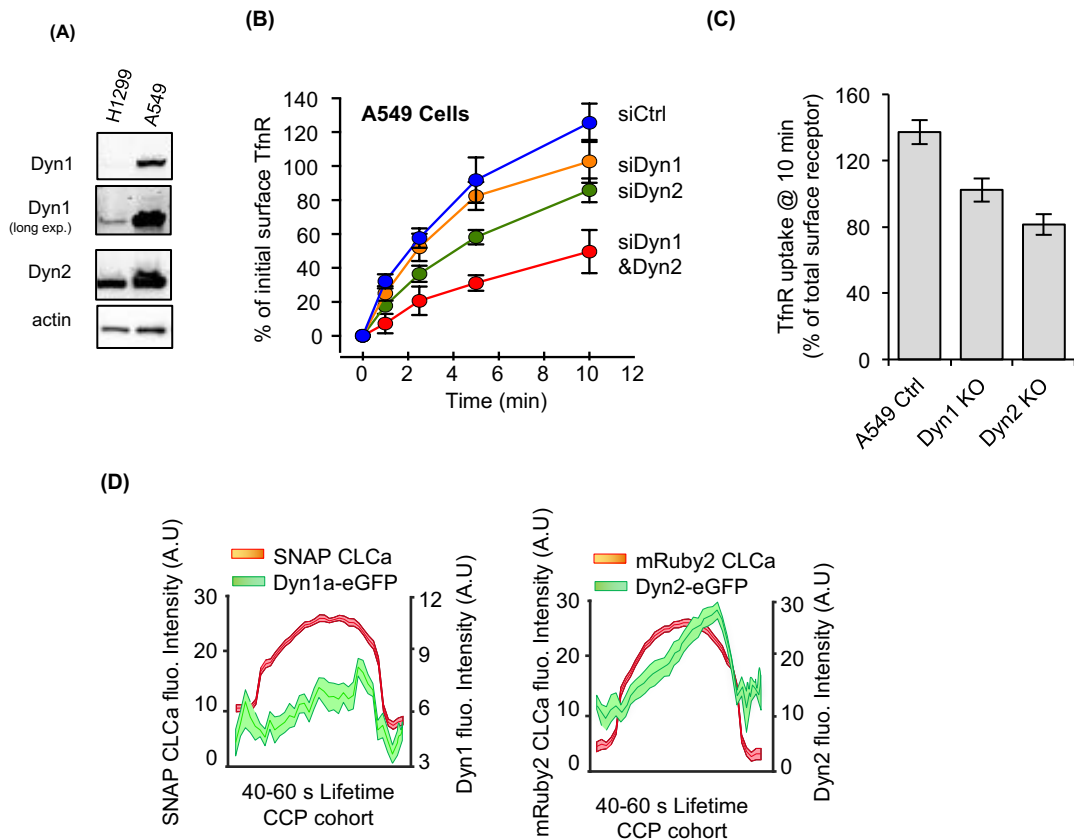 (A)
H1299
A549
Dyn1
Dyn1
(long exp.)
Dyn2
actin
(B)
A549 Cells
% of initial surface TfnR
140
120
100
80
60
40
20
0
0 2 4 6 8 10 12
Time (min)
siCtrl
siDyn1
siDyn2
siDyn1
&Dyn2
(C)
TfnR uptake @ 10 min
(% of total surface receptor)
160
120
80
40
0
A549 Ctrl
Dyn1 KO
Dyn2 KO
(D)
SNAP CLCa fluo. Intensity (A.U)
SNAP CLCa
Dyn1a-eGFP
30
20
10
0
12
9
6
3
Dyn1 fluo. Intensity (A.U)
40-60 s Lifetime
CCP cohort
mRuby2 CLCa fluo. Intensity (A.U)
mRuby2 CLCa
Dyn2-eGFP
30
20
10
0
30
20
10
0
Dyn2 fluo. Intensity (A.U)
40-60 s Lifetime
CCP cohort